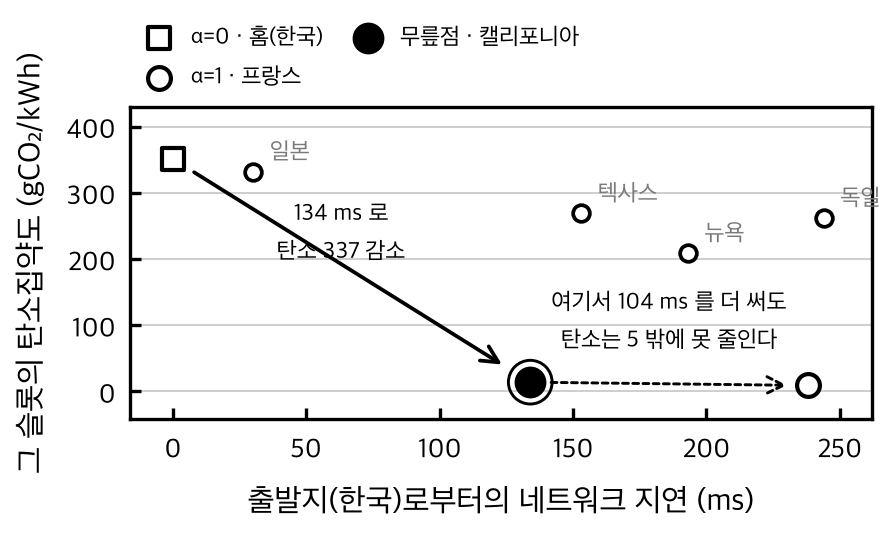 α=0 · 홈(한국)
무릎점 · 캘리포니아
α=1 · 프랑스
그 슬롯의 탄소집약도 (gCO₂/kWh)
400
300
200
100
0
일본
134 ms 로
탄소 337 감소
텍사스
뉴욕
독일
여기서 104 ms 를 더 써도
탄소는 5 밖에 못 줄인다
0
50
100
150
200
250
출발지(한국)로부터의 네트워크 지연 (ms)